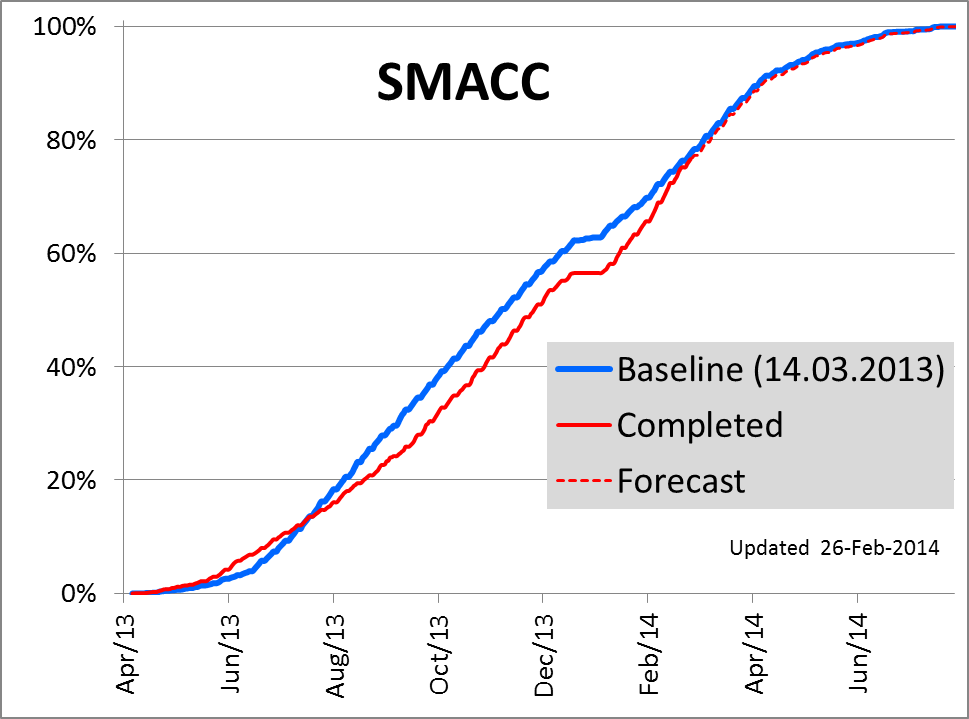 SMACC
100%
80%
60%
40%
20%
0%
Baseline (14.03.2013)
Completed
Forecast
Updated 26-Feb-2014
Apr/13
Jun/13
Aug/13
Oct/13
Dec/13
Feb/14
Apr/14
Jun/14